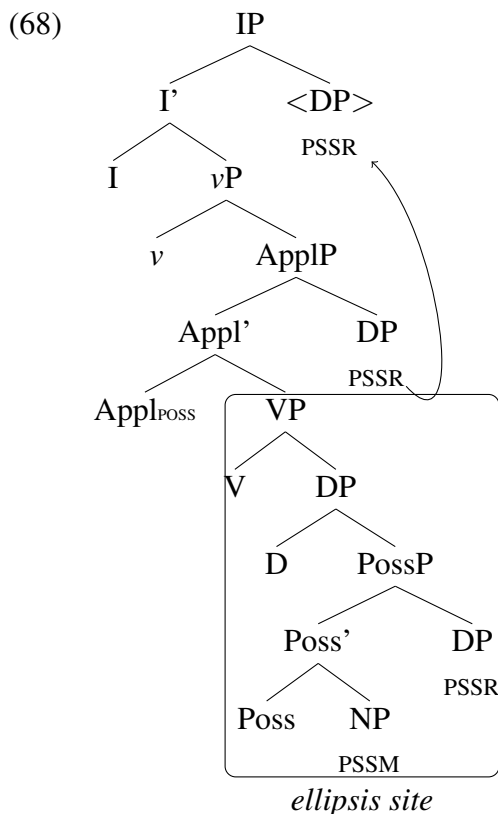 (68) IP
I’ <DP>
PSSR
I vP
v ApplP
Appl’ DP
PSSR
ApplPOSS VP
V DP
D PossP
Poss’ DP
PSSR
Poss NP
PSSM
ellipsis site